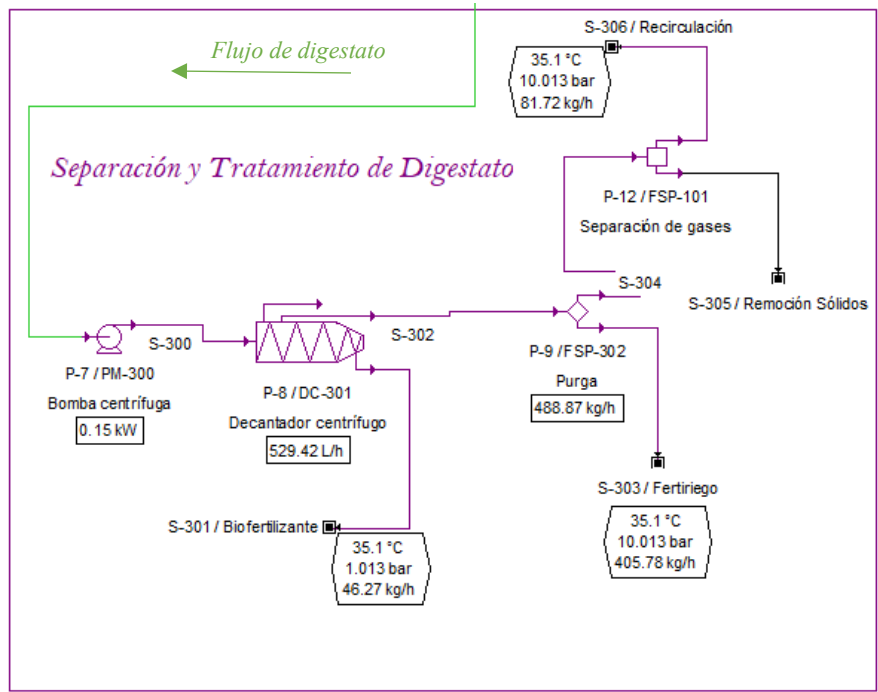 Flujo de digestato
S-306 / Recirculación
35.1 °C
10.013 bar
81.72 kg/h
Separación y Tratamiento de Digestato
P-12 / FSP-101
Separación de gases
S-304
S-305 / Remoción Sólidos
S-300
S-302
P-7 / PM-300
Bomba centrífuga
0.15 kW
P-8 / DC-301
Decantador centrífugo
529.42 L/h
P-9 / FSP-302
Purga
488.87 kg/h
S-303 / Fertiriego
35.1 °C
10.013 bar
405.78 kg/h
S-301 / Biofertilizante
35.1 °C
1.013 bar
46.27 kg/h